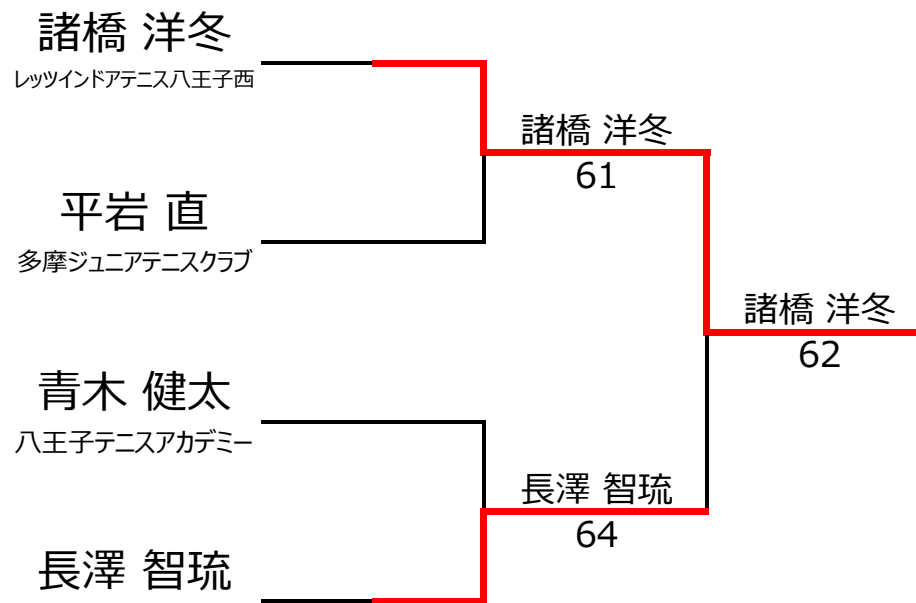 諸橋 洋冬
レッツインドアテニス八王子西
諸橋 洋冬
61
平岩 直
多摩ジュニアテニスクラブ
諸橋 洋冬
62
青木 健太
八王子テニスアカデミー
長澤 智琉
64
長澤 智琉